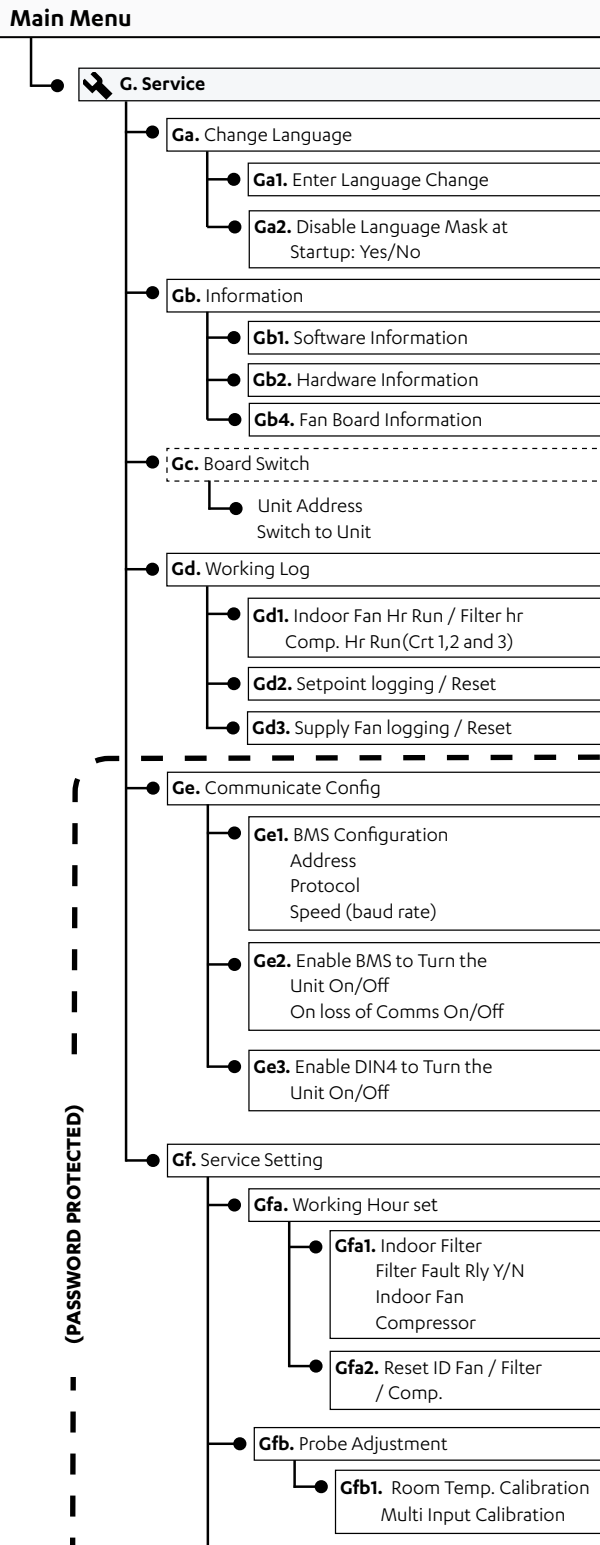 Main Menu
G. Service
Ga. Change Language
Ga1. Enter Language Change
Ga2. Disable Language Mask at
Startup: Yes/No
Gb. Information
Gb1. Software Information
Gb2. Hardware Information
Gb4. Fan Board Information
Gc. Board Switch
Unit Address
Switch to Unit
Gd. Working Log
Gd1. Indoor Fan Hr Run / Filter hr
Comp. Hr Run(Crt 1,2 and 3)
Gd2. Setpoint logging / Reset
Gd3. Supply Fan logging / Reset
Ge. Communicate Config
Ge1. BMS Configuration
Address
Protocol
Speed (baud rate)
Ge2. Enable BMS to Turn the
Unit On/Off
On loss of Comms On/Off
Ge3. Enable DIN4 to Turn the
Unit On/Off
(PASSWORD PROTECTED)
Gf. Service Setting
Gfa. Working Hour set
Gfa1. Indoor Filter
Filter Fault Rly Y/N
Indoor Fan
Compressor
Gfa2. Reset ID Fan / Filter
/ Comp.
Gfb. Probe Adjustment
Gfb1. Room Temp. Calibration
Multi Input Calibration